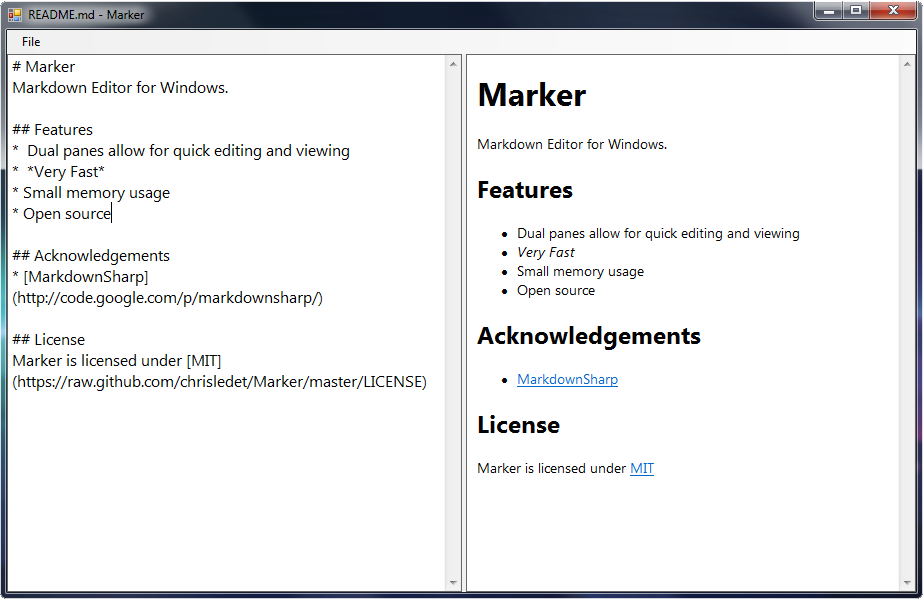 README.md - Marker
File
# Marker
Markdown Editor for Windows.
## Features
*  Dual panes allow for quick editing and viewing
*  *Very Fast*
* Small memory usage
* Open source
## Acknowledgements
* [MarkdownSharp]
(http://code.google.com/p/markdownsharp/)
## License
Marker is licensed under [MIT]
(https://raw.github.com/chrisledet/Marker/master/LICENSE)
Marker
Markdown Editor for Windows.
Features
• Dual panes allow for quick editing and viewing
• Very Fast
• Small memory usage
• Open source
Acknowledgements
• MarkdownSharp
License
Marker is licensed under MIT